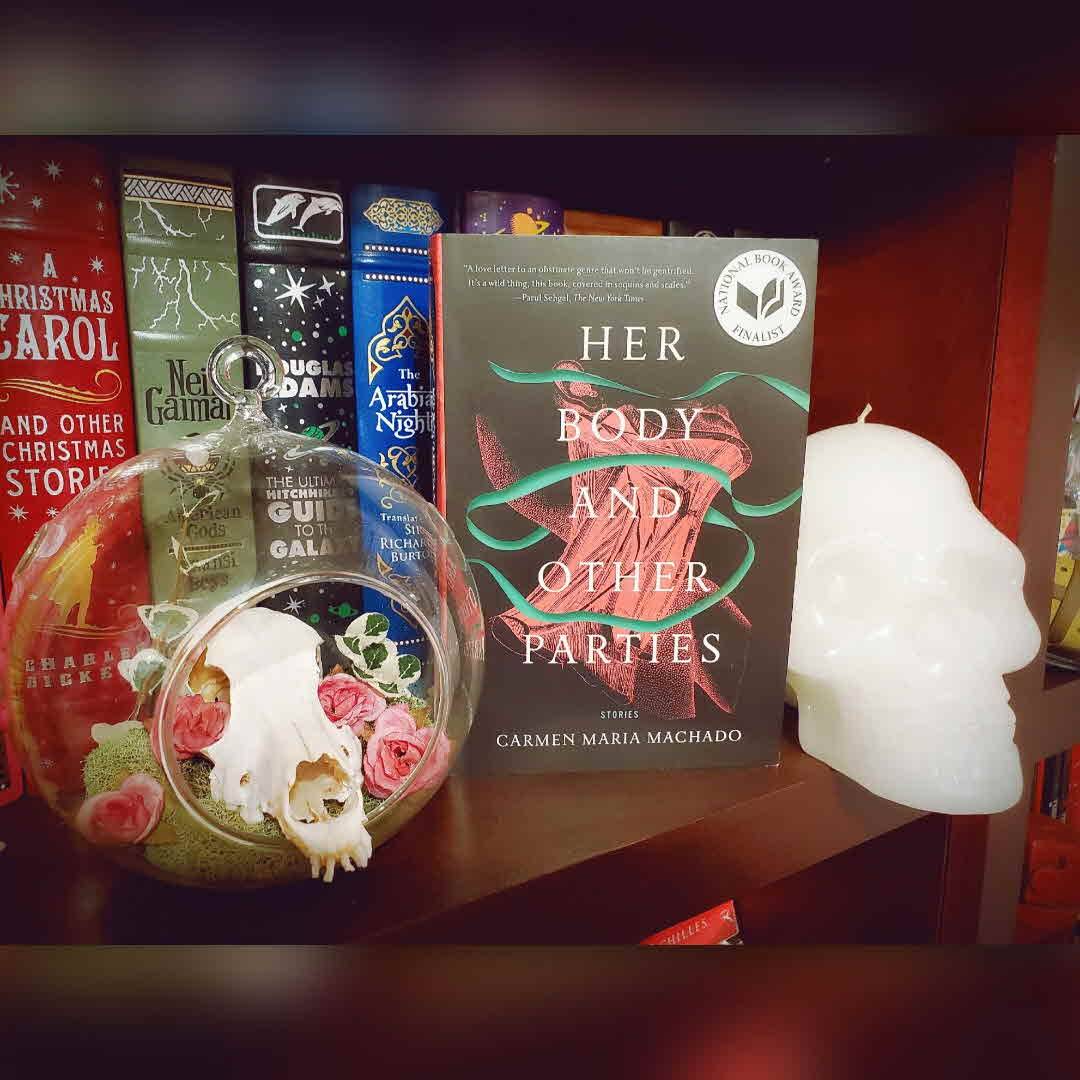 A
CHRISTMAS
CAROL
AND OTHER
CHRISTMAS
STORIES
CHARLES
DICKENS
Neil
Gaiman
American
Gods
Anansi
Boys
DOUGLAS
ADAMS
THE ULTIMATE
HITCHHIKER'S
GUIDE
TO THE
GALAXY
The
Arabian
Nights
Translated
Sir
RICHARD
BURTON
"A love letter to an obstinate genre that won't be gentrified.
It's a wild thing, this book, covered in sequins and scales."
—Parul Sehgal, The New York Times
NATIONAL BOOK AWARD
FINALIST
HER
BODY
AND
OTHER
PARTIES
STORIES
CARMEN MARIA MACHADO
CHILLES